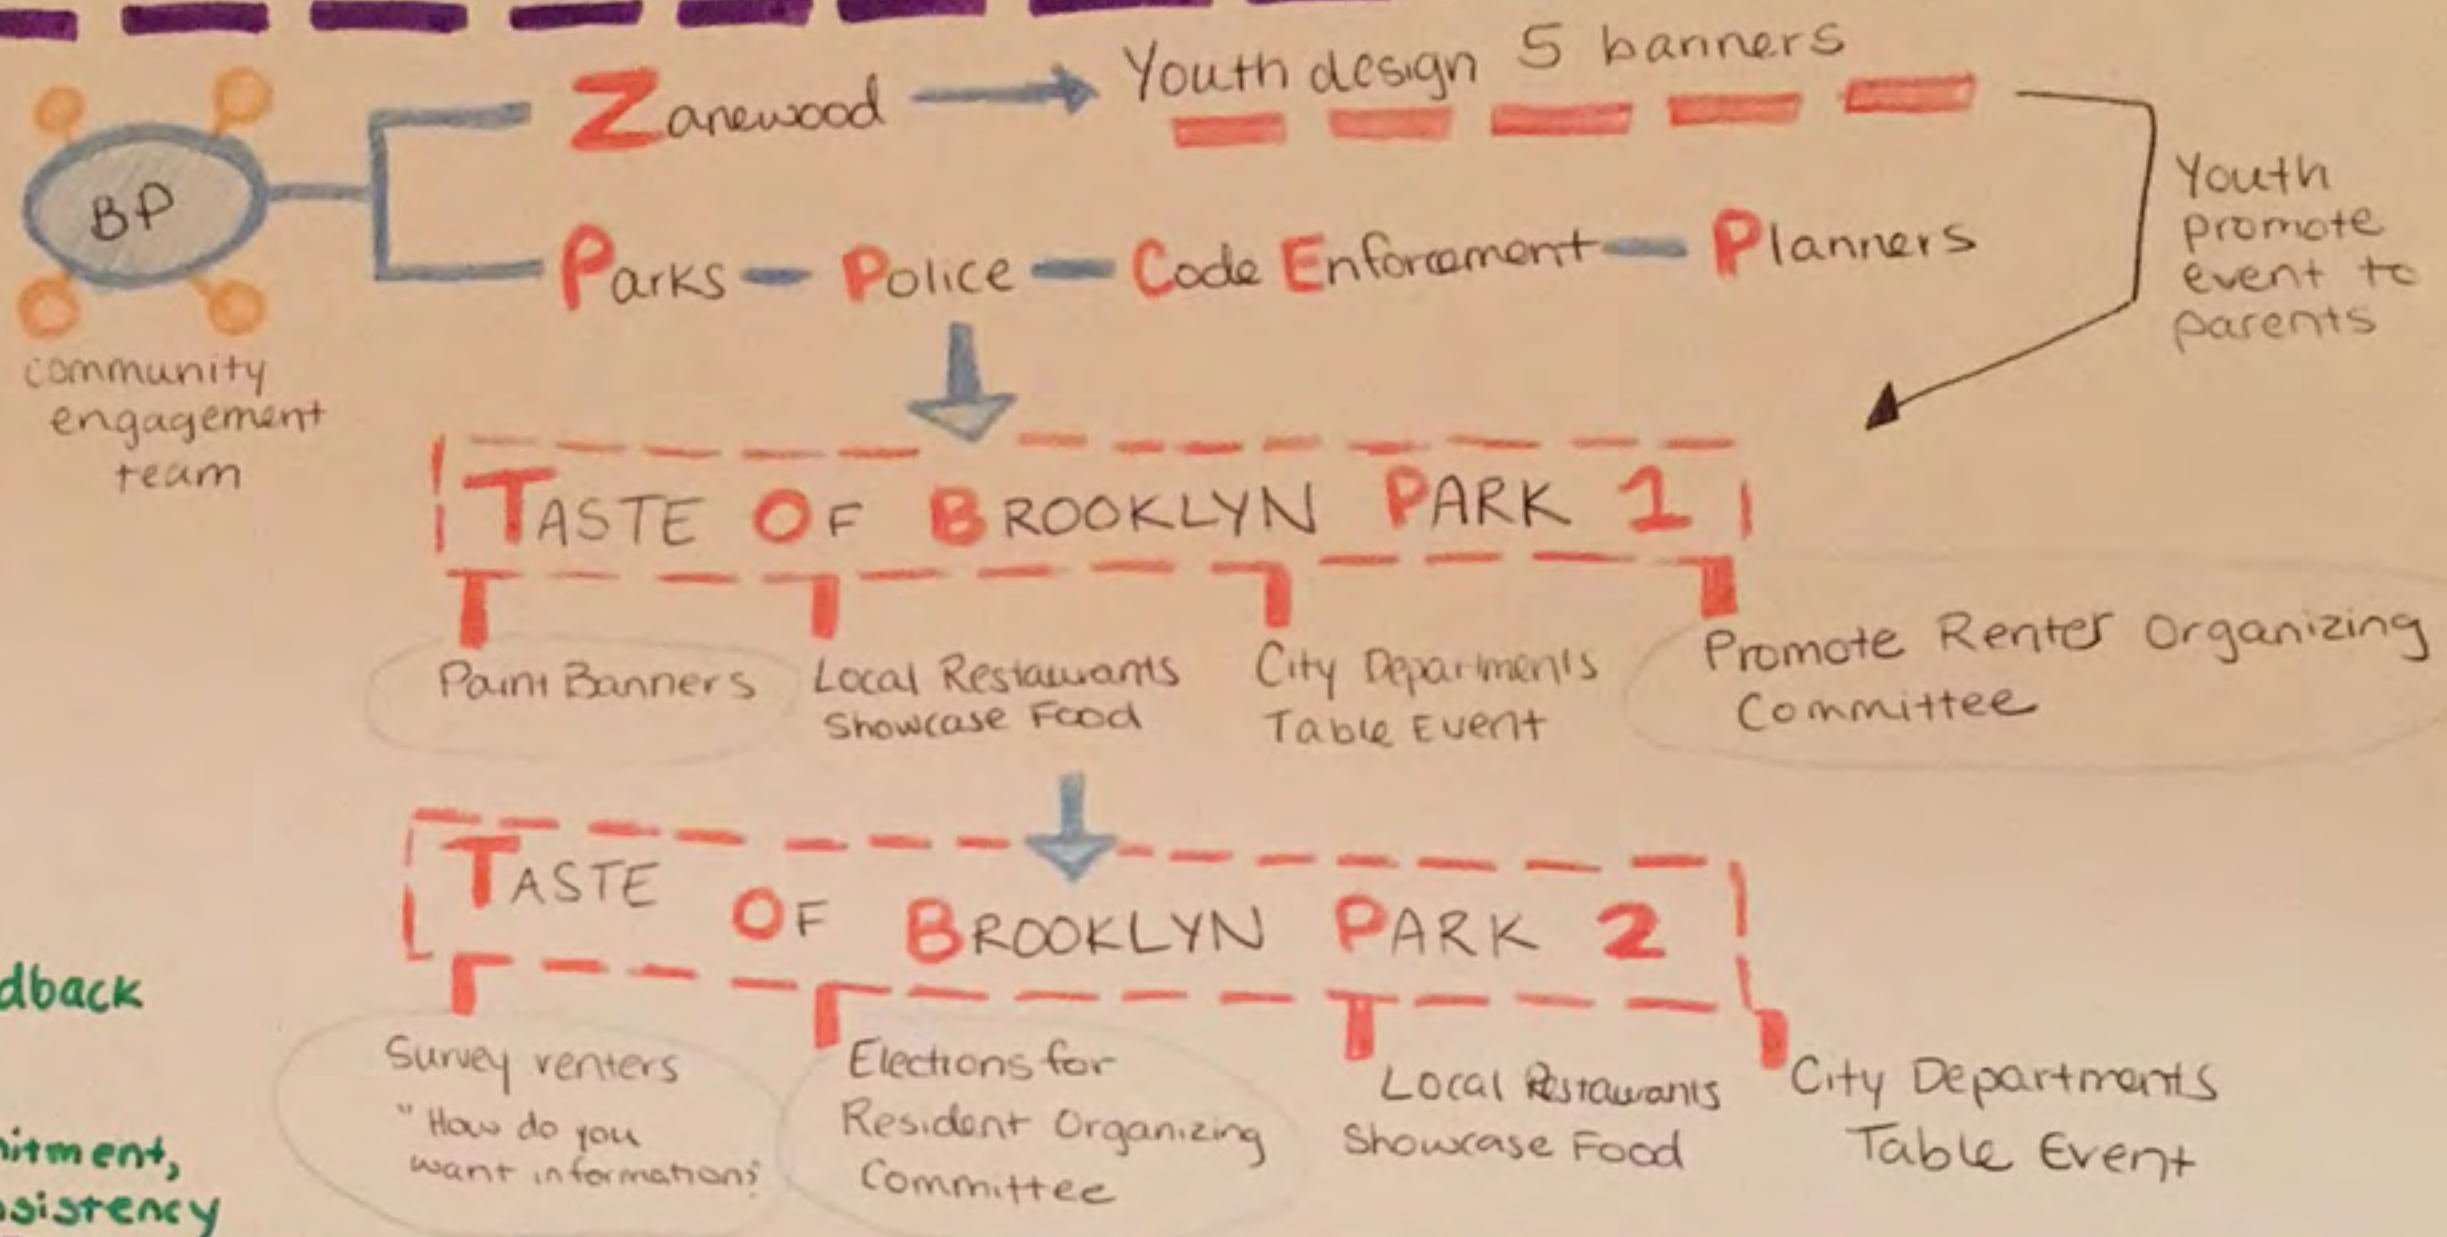 Zanewood
Youth design 5 banners
BP
Youth
promote
event to
parents
Parks - Police - Code Enforcement - Planners
community
engagement
team
TASTE OF BROOKLYN PARK 1
Paint Banners
Local Restaurants
Showcase Food
City Departments
Table Event
Promote Renter Organizing
Committee
TASTE OF BROOKLYN PARK 2
Survey renters
"How do you
want information?
Elections for
Resident Organizing
Committee
Local Restaurants
Showcase Food
City Departments
Table Event
dback
itment,
sistency